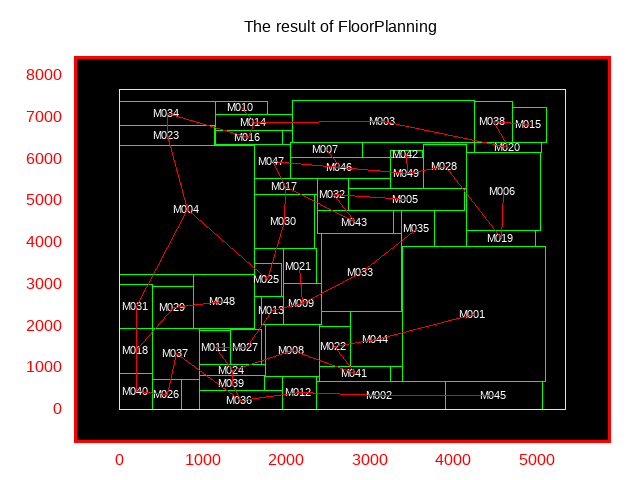 The result of FloorPlanning
8000
7000
6000
5000
4000
3000
2000
1000
0
M034 M010 M014 M003 M038 M015
M023 M016 M020
M007 M042
M047 M046 M049 M028
M017 M032 M005 M006
M004 M030 M043 M035 M019
M025 M021 M033
M031 M029 M048 M013 M009 M001
M018 M037 M011 M027 M008 M022 M044
M024 M041
M040 M026 M039 M036 M012 M002 M045
0 1000 2000 3000 4000 5000